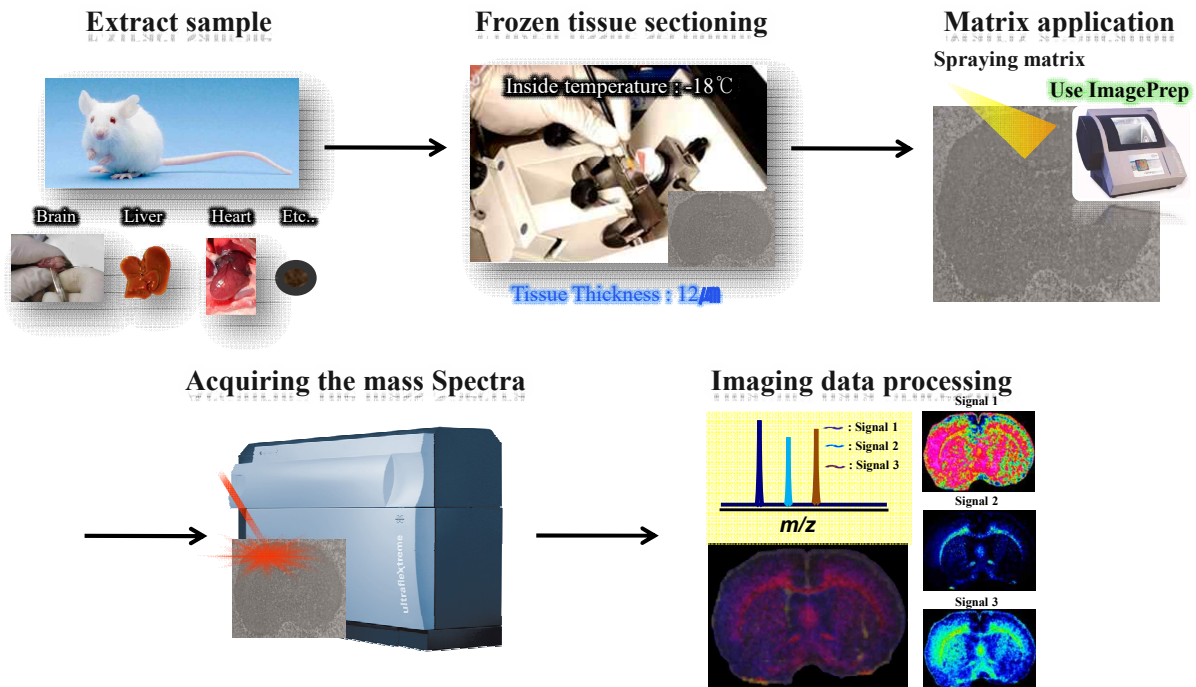 Extract sample
Frozen tissue sectioning
Matrix application
Spraying matrix
Use ImagePrep
Inside temperature : -18℃
Brain
Liver
Heart
Etc..
Tissue Thickness : 12㎛
Acquiring the mass Spectra
Imaging data processing
ultrafleXtreme
: Signal 1
: Signal 2
: Signal 3
m/z
Signal 1
Signal 2
Signal 3